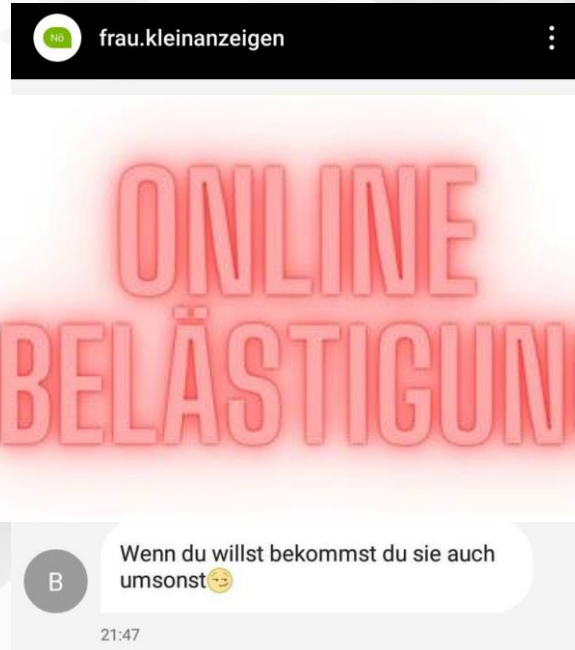 Nö
frau.kleinanzeigen
ONLINE
BELÄSTIGUN
B
Wenn du willst bekommst du sie auch
umsonst😏
21:47